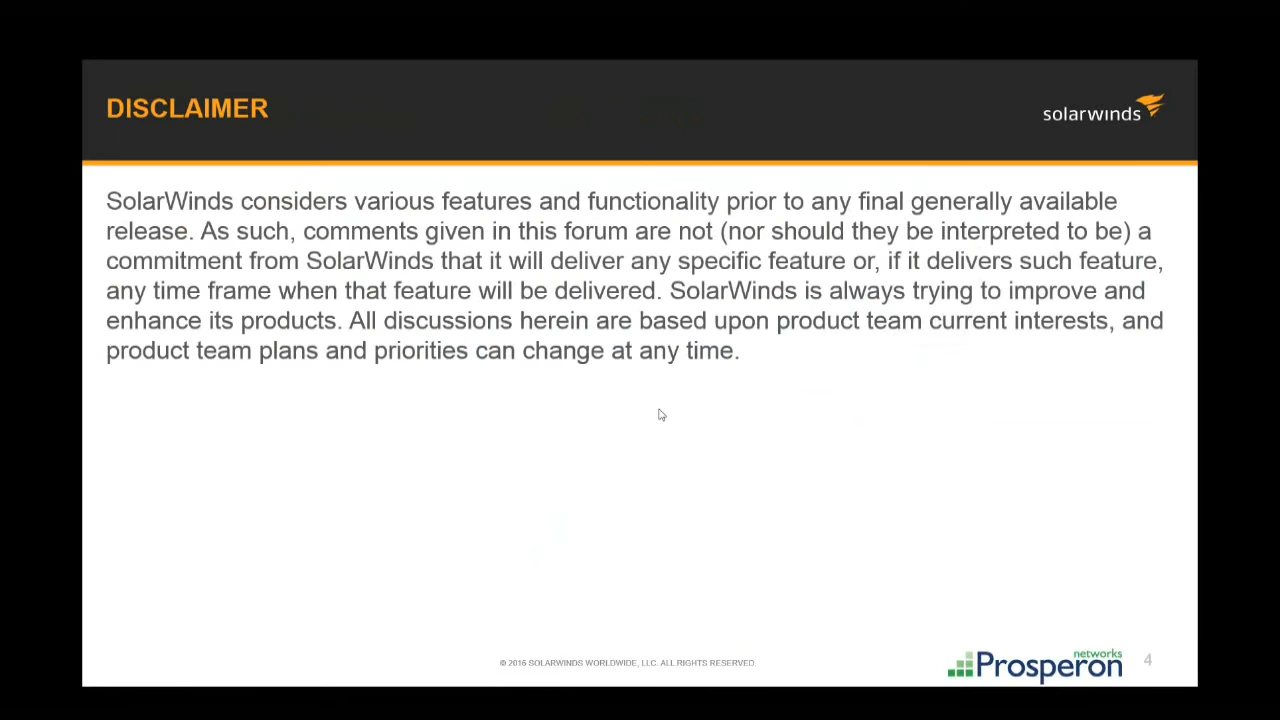 DISCLAIMER
solarwinds
SolarWinds considers various features and functionality prior to any final generally available
release. As such, comments given in this forum are not (nor should they be interpreted to be) a
commitment from SolarWinds that it will deliver any specific feature or, if it delivers such feature,
any time frame when that feature will be delivered. SolarWinds is always trying to improve and
enhance its products. All discussions herein are based upon product team current interests, and
product team plans and priorities can change at any time.
© 2016 SOLARWINDS WORLDWIDE, LLC. ALL RIGHTS RESERVED.
networks
Prosperon
4